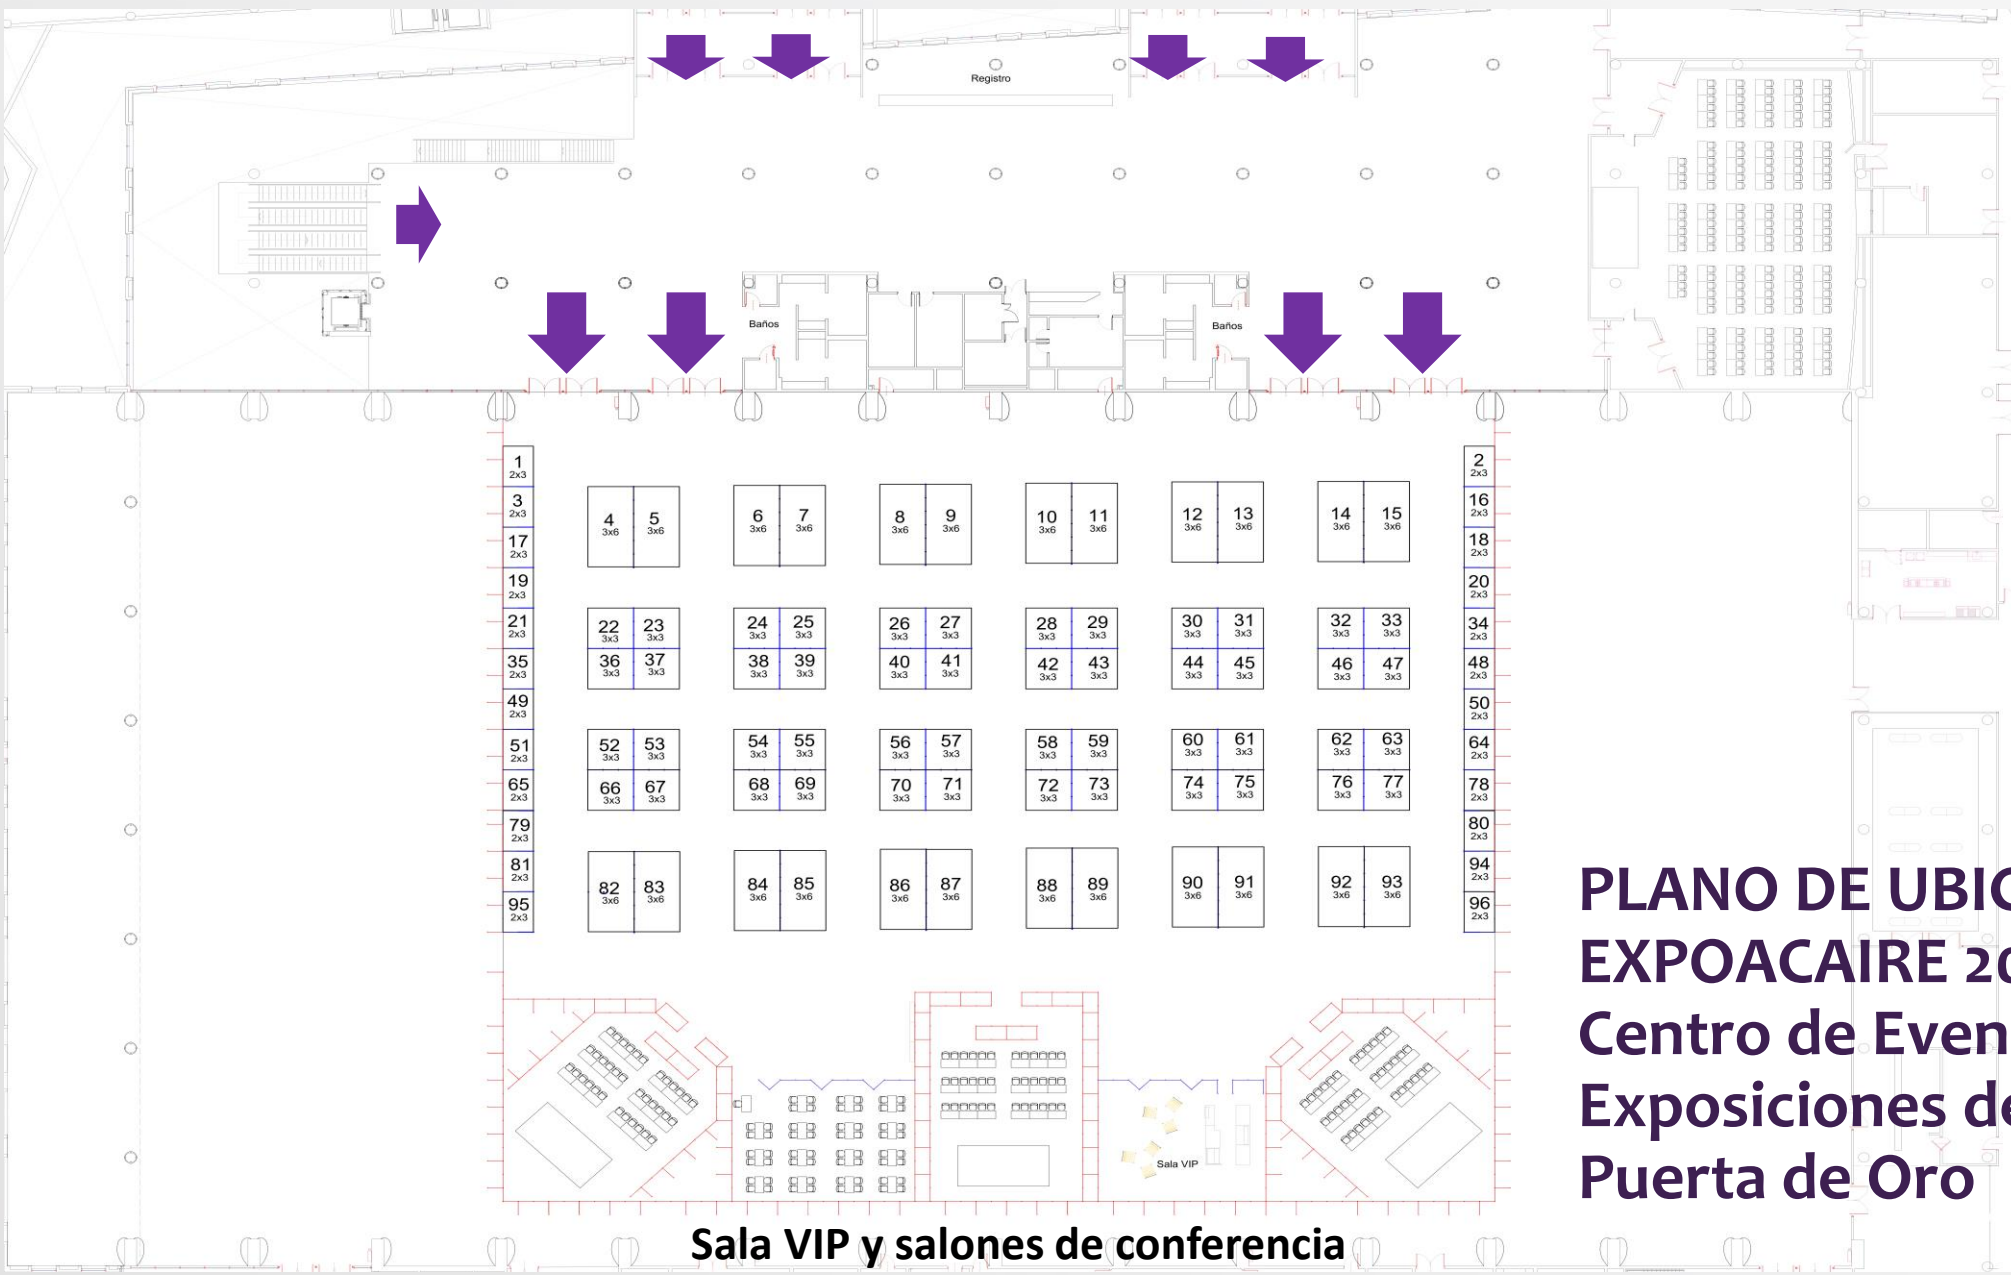 Registro
Baños
Baños
1
2x3
2
2x3
3
2x3
4
3x6
5
3x6
6
3x6
7
3x6
8
3x6
9
3x6
10
3x6
11
3x6
12
3x6
13
3x6
14
3x6
15
3x6
16
2x3
17
2x3
18
2x3
19
2x3
20
2x3
21
2x3
22
3x3
23
3x3
24
3x3
25
3x3
26
3x3
27
3x3
28
3x3
29
3x3
30
3x3
31
3x3
32
3x3
33
3x3
34
2x3
35
2x3
36
3x3
37
3x3
38
3x3
39
3x3
40
3x3
41
3x3
42
3x3
43
3x3
44
3x3
45
3x3
46
3x3
47
3x3
48
2x3
49
2x3
50
2x3
51
2x3
52
3x3
53
3x3
54
3x3
55
3x3
56
3x3
57
3x3
58
3x3
59
3x3
60
3x3
61
3x3
62
3x3
63
3x3
64
2x3
65
2x3
66
3x3
67
3x3
68
3x3
69
3x3
70
3x3
71
3x3
72
3x3
73
3x3
74
3x3
75
3x3
76
3x3
77
3x3
78
2x3
79
2x3
80
2x3
81
2x3
82
3x6
83
3x6
84
3x6
85
3x6
86
3x6
87
3x6
88
3x6
89
3x6
90
3x6
91
3x6
92
3x6
93
3x6
94
2x3
95
2x3
96
2x3
PLANO DE UBIC
EXPOACAIRE 20
Centro de Even
Exposiciones de
Puerta de Oro
Sala VIP
Sala VIP y salones de conferencia